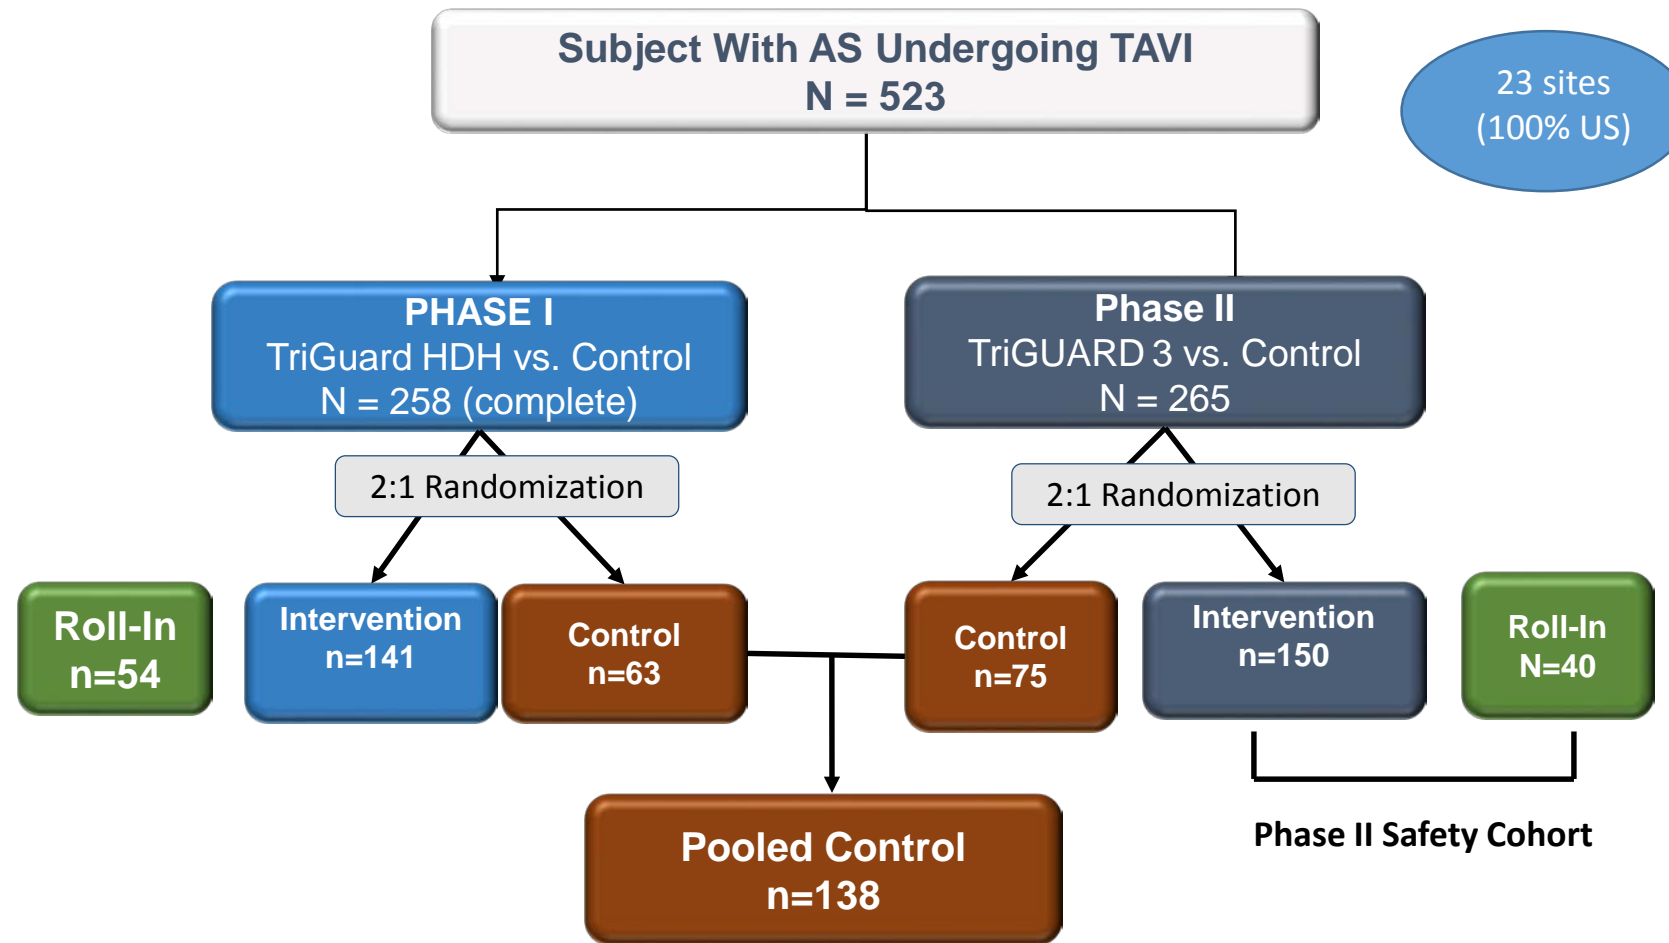 Subject With AS Undergoing TAVI
N = 523
23 sites
(100% US)
PHASE I
TriGuard HDH vs. Control
N = 258 (complete)
Phase II
TriGUARD 3 vs. Control
N = 265
2:1 Randomization
2:1 Randomization
Roll-In
n=54
Intervention
n=141
Control
n=63
Control
n=75
Intervention
n=150
Roll-In
N=40
Pooled Control
n=138
Phase II Safety Cohort